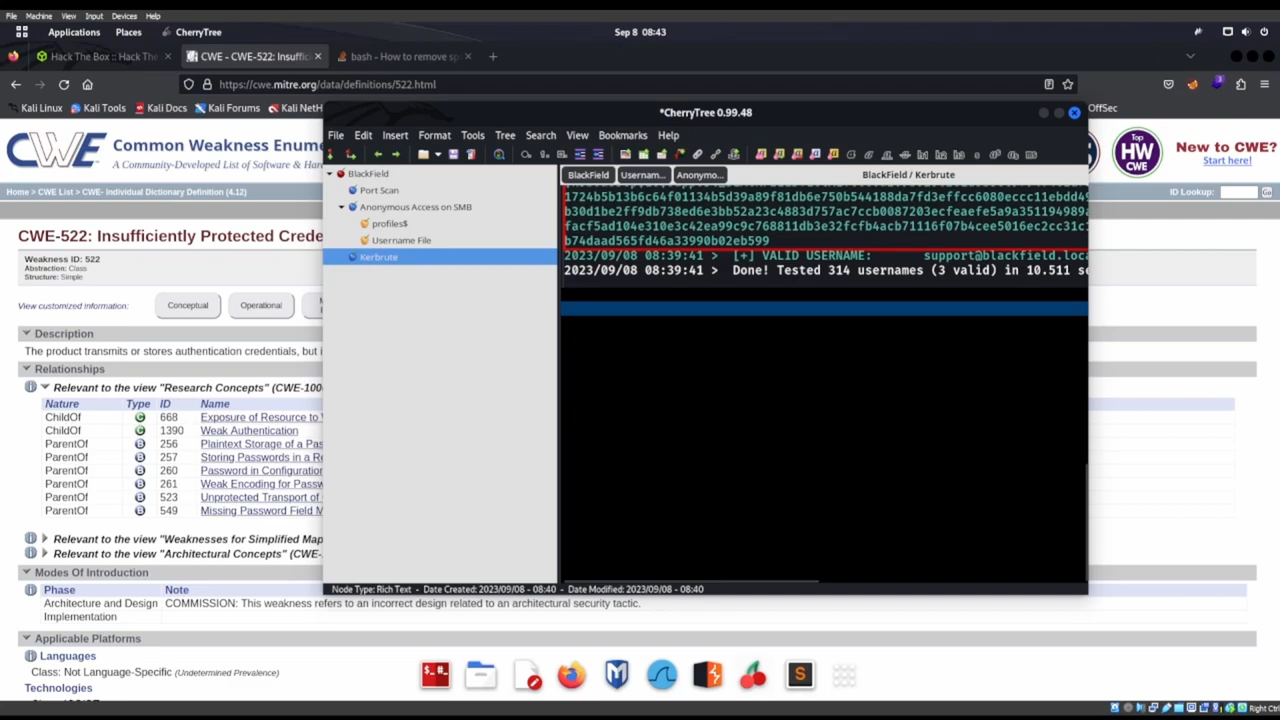 File Machine View Input Devices Help
Applications Places CherryTree Sep 8 08:43
Hack The Box :: Hack The CWE - CWE-522: Insuffici bash - How to remove sp
https://cwe.mitre.org/data/definitions/522.html
Kali Linux Kali Tools Kali Docs Kali Forums Kali NetH OffSec
*CherryTree 0.99.48
File Edit Insert Format Tools Tree Search View Bookmarks Help
CWE Common Weakness Enume
A Community-Developed List of Software & Har
Top HW CWE
New to CWE?
Start here!
Home > CWE List > CWE- Individual Dictionary Definition (4.12)
ID Lookup: Go
BlackField Usernam... Anonymo... BlackField / Kerbrute
BlackField
Port Scan
Anonymous Access on SMB
profiles$
Username File
Kerbrute
b74daad565fd46a33990b02eb599
2023/09/08 08:39:41 > [+] VALID USERNAME: support@blackfield.loca
2023/09/08 08:39:41 > Done! Tested 314 usernames (3 valid) in 10.511 se
Node Type: Rich Text - Date Created: 2023/09/08 - 08:40 - Date Modified: 2023/09/08 - 08:40
CWE-522: Insufficiently Protected Crede
Weakness ID: 522
Abstraction: Class
Structure: Simple
View customized information: Conceptual Operational
Description
The product transmits or stores authentication credentials, but i
Relationships
Relevant to the view "Research Concepts" (CWE-100
Nature Type ID Name
ChildOf C 668 Exposure of Resource to
ChildOf C 1390 Weak Authentication
ParentOf B 256 Plaintext Storage of a Pas
ParentOf B 257 Storing Passwords in a Re
ParentOf B 260 Password in Configuration
ParentOf B 261 Weak Encoding for Passw
ParentOf B 523 Unprotected Transport of
ParentOf B 549 Missing Password Field M
Relevant to the view "Weaknesses for Simplified Map
Relevant to the view "Architectural Concepts" (CWE-
Modes Of Introduction
Phase Note
Architecture and Design COMMISSION: This weakness refers to an incorrect design related to an architectural security tactic.
Implementation
Applicable Platforms
Languages
Class: Not Language-Specific (Undetermined Prevalence)
Technologies
Right Ctrl